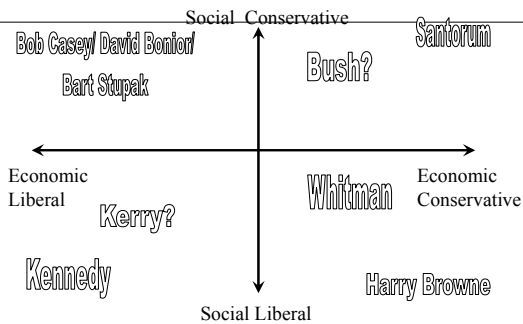 Social Conservative
Bob Casey/ David Bonior/
Bart Stupak
Santorum
Bush?
Economic
Liberal
Economic
Conservative
Whitman
Kerry?
Kennedy
Harry Browne
Social Liberal